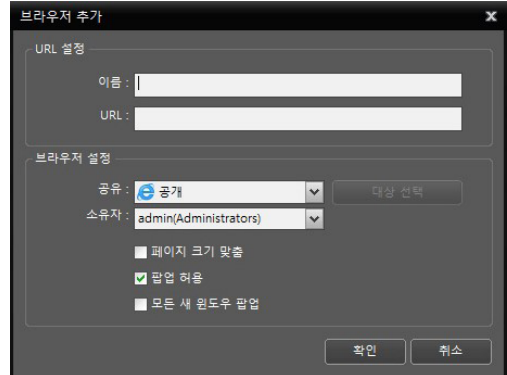 브라우저 추가
URL 설정
이름 :
URL :
브라우저 설정
공유 : 공개 대상 선택
소유자 : admin(Administrators)
페이지 크기 맞춤
팝업 허용
모든 새 윈도우 팝업
확인 취소